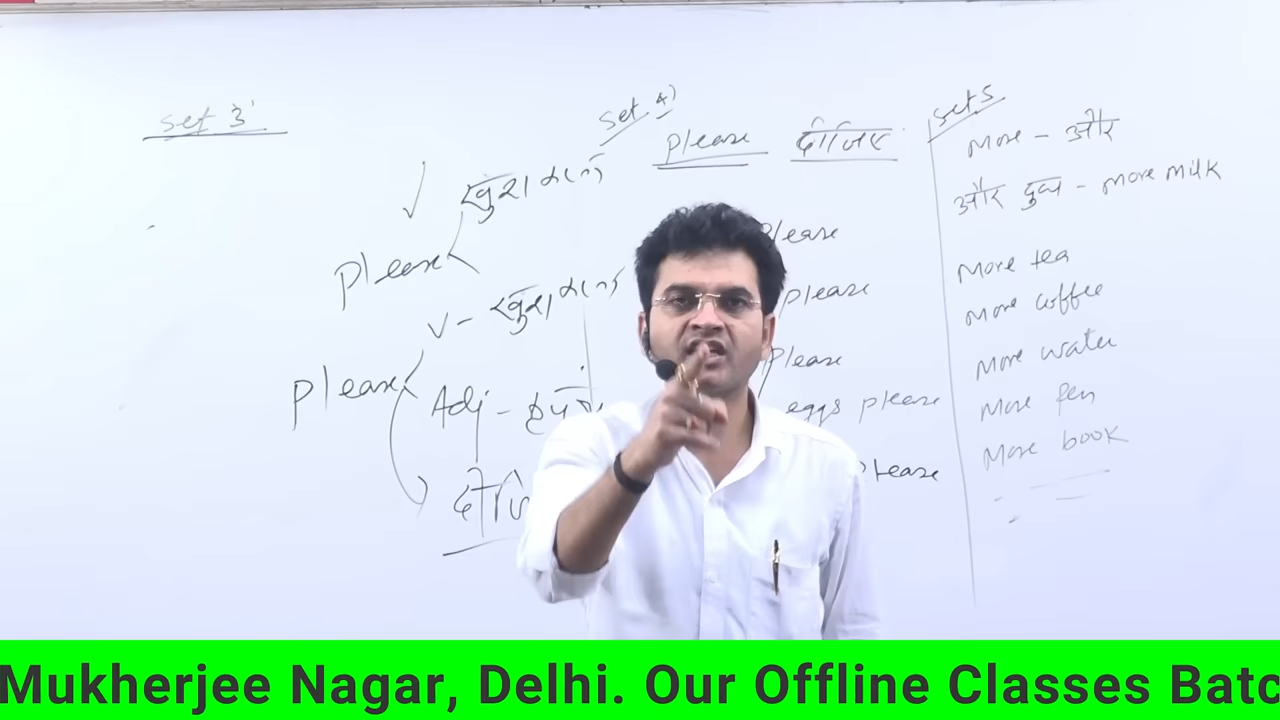 Set 3
✓ खुश करना
please
v - खुश करना
please
Adj -
Set 4)
please दीजिए
please
please
please
eggs please
please
Set 5
More - और
और दूध - More Milk
More tea
More coffee
More water
More pen
More book
Mukherjee Nagar, Delhi. Our Offline Classes Batc